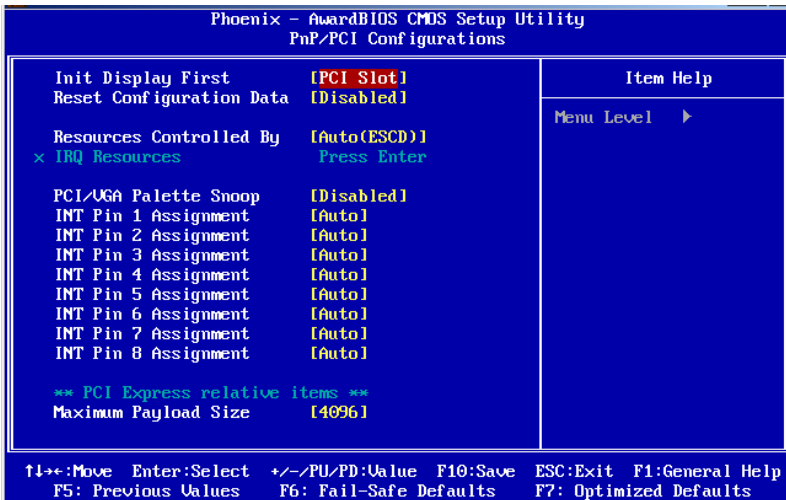 Phoenix - AwardBIOS CMOS Setup Utility
PnP/PCI Configurations
Init Display First [PCI Slot]
Reset Configuration Data [Disabled]
Resources Controlled By [Auto(ESCD)]
x IRQ Resources Press Enter
PCI/VGA Palette Snoop [Disabled]
INT Pin 1 Assignment [Auto]
INT Pin 2 Assignment [Auto]
INT Pin 3 Assignment [Auto]
INT Pin 4 Assignment [Auto]
INT Pin 5 Assignment [Auto]
INT Pin 6 Assignment [Auto]
INT Pin 7 Assignment [Auto]
INT Pin 8 Assignment [Auto]
** PCI Express relative items **
Maximum Payload Size [4096]
Item Help
Menu Level ▶
↑↓→←:Move Enter:Select +/-/PU/PD:Value F10:Save ESC:Exit F1:General Help
F5: Previous Values F6: Fail-Safe Defaults F7: Optimized Defaults